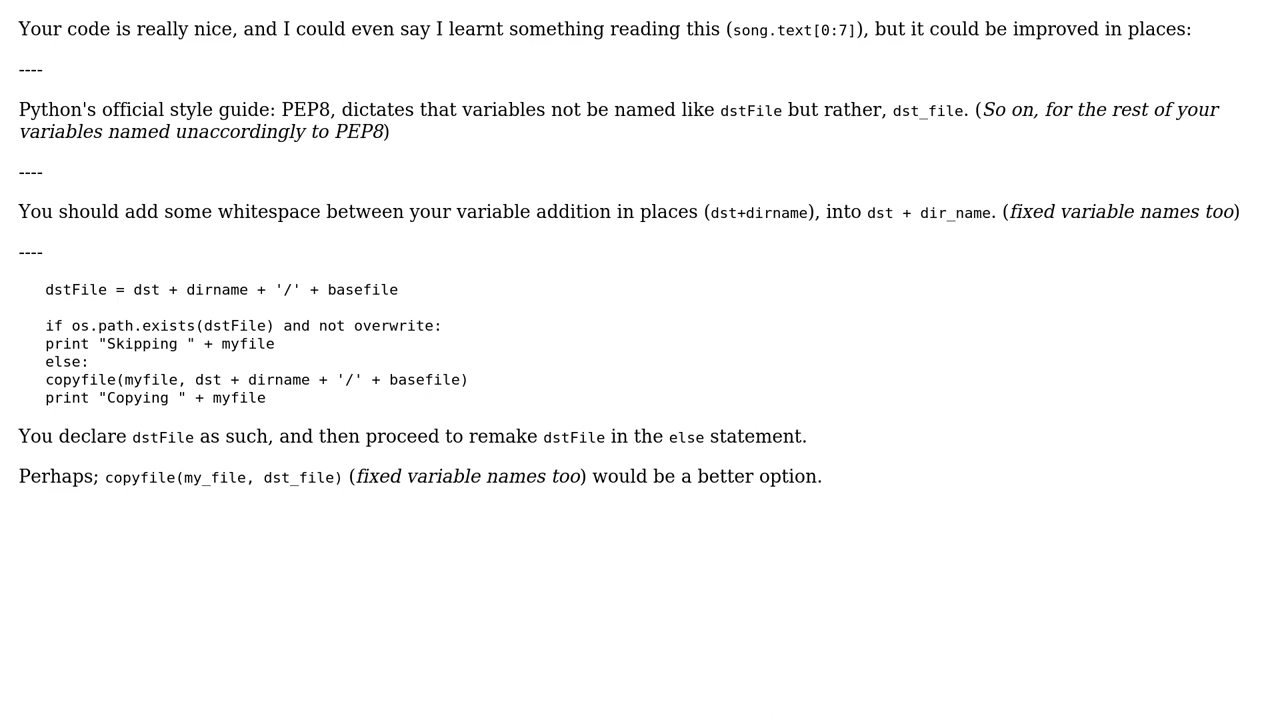 Your code is really nice, and I could even say I learnt something reading this (song.text[0:7]), but it could be improved in places:
----
Python's official style guide: PEP8, dictates that variables not be named like dstFile but rather, dst_file. (So on, for the rest of your
variables named unaccordingly to PEP8)
----
You should add some whitespace between your variable addition in places (dst+dirname), into dst + dir_name. (fixed variable names too)
----
dstFile = dst + dirname + '/' + basefile
if os.path.exists(dstFile) and not overwrite:
print "Skipping " + myfile
else:
copyfile(myfile, dst + dirname + '/' + basefile)
print "Copying " + myfile
You declare dstFile as such, and then proceed to remake dstFile in the else statement.
Perhaps; copyfile(my_file, dst_file) (fixed variable names too) would be a better option.